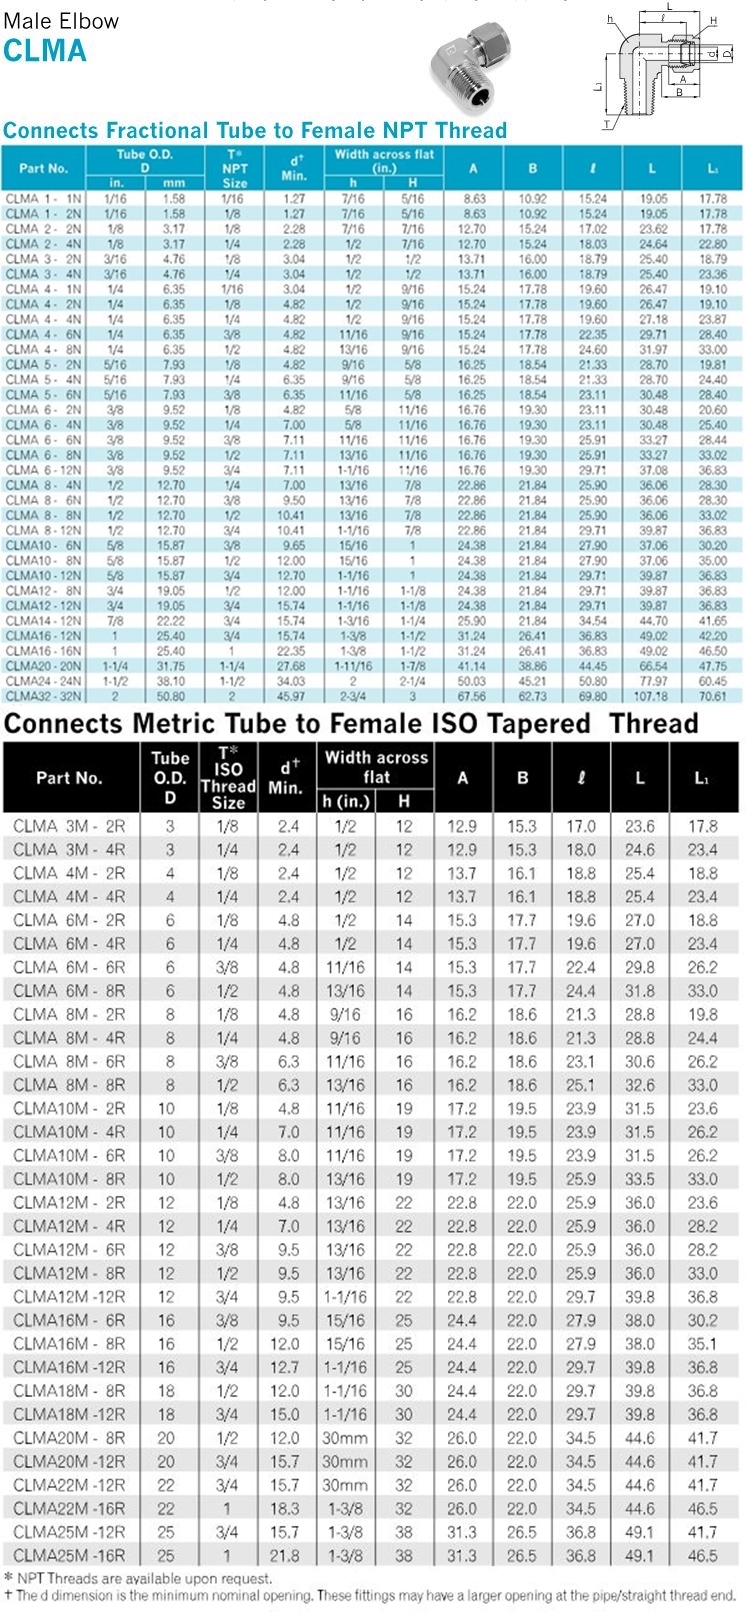 Male Elbow
CLMA
L
ℓ
h
H
d
D
L1
A
B
T
Connects Fractional Tube to Female NPT Thread
Part No. Tube O.D. D T* NPT Size d† Min. Width across flat (in.) A B ℓ L L1
in. mm h H
CLMA 1 - 1N 1/16 1.58 1/16 1.27 7/16 5/16 8.63 10.92 15.24 19.05 17.78
CLMA 1 - 2N 1/16 1.58 1/8 1.27 7/16 5/16 8.63 10.92 15.24 19.05 17.78
CLMA 2 - 2N 1/8 3.17 1/8 2.28 7/16 7/16 12.70 15.24 17.02 23.62 17.78
CLMA 2 - 4N 1/8 3.17 1/4 2.28 1/2 7/16 12.70 15.24 18.03 24.64 22.80
CLMA 3 - 2N 3/16 4.76 1/8 3.04 1/2 1/2 13.71 16.00 18.79 25.40 18.79
CLMA 3 - 4N 3/16 4.76 1/4 3.04 1/2 1/2 13.71 16.00 18.79 25.40 23.36
CLMA 4 - 1N 1/4 6.35 1/16 3.04 1/2 9/16 15.24 17.78 19.60 26.47 19.10
CLMA 4 - 2N 1/4 6.35 1/8 4.82 1/2 9/16 15.24 17.78 19.60 26.47 19.10
CLMA 4 - 4N 1/4 6.35 1/4 4.82 1/2 9/16 15.24 17.78 19.60 27.18 23.87
CLMA 4 - 6N 1/4 6.35 3/8 4.82 11/16 9/16 15.24 17.78 22.35 29.71 28.40
CLMA 4 - 8N 1/4 6.35 1/2 4.82 13/16 9/16 15.24 17.78 24.60 31.97 33.00
CLMA 5 - 2N 5/16 7.93 1/8 4.82 9/16 5/8 16.25 18.54 21.33 28.70 19.81
CLMA 5 - 4N 5/16 7.93 1/4 6.35 9/16 5/8 16.25 18.54 21.33 28.70 24.40
CLMA 5 - 6N 5/16 7.93 3/8 6.35 11/16 5/8 16.25 18.54 23.11 30.48 28.40
CLMA 6 - 2N 3/8 9.52 1/8 4.82 5/8 11/16 16.76 19.30 23.11 30.48 20.60
CLMA 6 - 4N 3/8 9.52 1/4 7.00 5/8 11/16 16.76 19.30 23.11 30.48 25.40
CLMA 6 - 6N 3/8 9.52 3/8 7.11 11/16 11/16 16.76 19.30 25.91 33.27 28.44
CLMA 6 - 8N 3/8 9.52 1/2 7.11 13/16 11/16 16.76 19.30 25.91 33.27 33.02
CLMA 6 - 12N 3/8 9.52 3/4 7.11 1-1/16 11/16 16.76 19.30 29.71 37.08 36.83
CLMA 8 - 4N 1/2 12.70 1/4 7.00 13/16 7/8 22.86 21.84 25.90 36.06 28.30
CLMA 8 - 6N 1/2 12.70 3/8 9.50 13/16 7/8 22.86 21.84 25.90 36.06 28.30
CLMA 8 - 8N 1/2 12.70 1/2 10.41 13/16 7/8 22.86 21.84 25.90 36.06 33.02
CLMA 8 - 12N 1/2 12.70 3/4 10.41 1-1/16 7/8 22.86 21.84 29.71 39.87 36.83
CLMA10 - 6N 5/8 15.87 3/8 9.65 15/16 1 24.38 21.84 27.90 37.06 30.20
CLMA10 - 8N 5/8 15.87 1/2 12.00 15/16 1 24.38 21.84 27.90 37.06 35.00
CLMA10 - 12N 5/8 15.87 3/4 12.70 1-1/16 1 24.38 21.84 29.71 39.87 36.83
CLMA12 - 8N 3/4 19.05 1/2 12.00 1-1/16 1-1/8 24.38 21.84 29.71 39.87 36.83
CLMA12 - 12N 3/4 19.05 3/4 15.74 1-1/16 1-1/8 24.38 21.84 29.71 39.87 36.83
CLMA14 - 12N 7/8 22.22 3/4 15.74 1-3/16 1-1/4 25.90 21.84 34.54 44.70 41.65
CLMA16 - 12N 1 25.40 3/4 15.74 1-3/8 1-1/2 31.24 26.41 36.83 49.02 42.20
CLMA16 - 16N 1 25.40 1 22.35 1-3/8 1-1/2 31.24 26.41 36.83 49.02 46.50
CLMA20 - 20N 1-1/4 31.75 1-1/4 27.68 1-11/16 1-7/8 41.14 38.86 44.45 66.54 47.75
CLMA24 - 24N 1-1/2 38.10 1-1/2 34.03 2 2-1/4 50.03 45.21 50.80 77.97 60.45
CLMA32 - 32N 2 50.80 2 45.97 2-3/4 3 67.56 62.73 69.80 107.18 70.61
Connects Metric Tube to Female ISO Tapered Thread
Part No. Tube O.D. D T* ISO Thread Size d† Min. Width across flat A B ℓ L L1
h (in.) H
CLMA 3M - 2R 3 1/8 2.4 1/2 12 12.9 15.3 17.0 23.6 17.8
CLMA 3M - 4R 3 1/4 2.4 1/2 12 12.9 15.3 18.0 24.6 23.4
CLMA 4M - 2R 4 1/8 2.4 1/2 12 13.7 16.1 18.8 25.4 18.8
CLMA 4M - 4R 4 1/4 2.4 1/2 12 13.7 16.1 18.8 25.4 23.4
CLMA 6M - 2R 6 1/8 4.8 1/2 14 15.3 17.7 19.6 27.0 18.8
CLMA 6M - 4R 6 1/4 4.8 1/2 14 15.3 17.7 19.6 27.0 23.4
CLMA 6M - 6R 6 3/8 4.8 11/16 14 15.3 17.7 22.4 29.8 26.2
CLMA 6M - 8R 6 1/2 4.8 13/16 14 15.3 17.7 24.4 31.8 33.0
CLMA 8M - 2R 8 1/8 4.8 9/16 16 16.2 18.6 21.3 28.8 19.8
CLMA 8M - 4R 8 1/4 4.8 9/16 16 16.2 18.6 21.3 28.8 24.4
CLMA 8M - 6R 8 3/8 6.3 11/16 16 16.2 18.6 23.1 30.6 26.2
CLMA 8M - 8R 8 1/2 6.3 13/16 16 16.2 18.6 25.1 32.6 33.0
CLMA10M - 2R 10 1/8 4.8 11/16 19 17.2 19.5 23.9 31.5 23.6
CLMA10M - 4R 10 1/4 7.0 11/16 19 17.2 19.5 23.9 31.5 26.2
CLMA10M - 6R 10 3/8 8.0 11/16 19 17.2 19.5 23.9 31.5 26.2
CLMA10M - 8R 10 1/2 8.0 13/16 19 17.2 19.5 25.9 33.5 33.0
CLMA12M - 2R 12 1/8 4.8 13/16 22 22.8 22.0 25.9 36.0 23.6
CLMA12M - 4R 12 1/4 7.0 13/16 22 22.8 22.0 25.9 36.0 28.2
CLMA12M - 6R 12 3/8 9.5 13/16 22 22.8 22.0 25.9 36.0 28.2
CLMA12M - 8R 12 1/2 9.5 13/16 22 22.8 22.0 25.9 36.0 33.0
CLMA12M -12R 12 3/4 9.5 1-1/16 22 22.8 22.0 29.7 39.8 36.8
CLMA16M - 6R 16 3/8 9.5 15/16 25 24.4 22.0 27.9 38.0 30.2
CLMA16M - 8R 16 1/2 12.0 15/16 25 24.4 22.0 27.9 38.0 35.1
CLMA16M -12R 16 3/4 12.7 1-1/16 25 24.4 22.0 29.7 39.8 36.8
CLMA18M - 8R 18 1/2 12.0 1-1/16 30 24.4 22.0 29.7 39.8 36.8
CLMA18M -12R 18 3/4 15.0 1-1/16 30 24.4 22.0 29.7 39.8 36.8
CLMA20M - 8R 20 1/2 12.0 30mm 32 26.0 22.0 34.5 44.6 41.7
CLMA20M -12R 20 3/4 15.7 30mm 32 26.0 22.0 34.5 44.6 41.7
CLMA22M -12R 22 3/4 15.7 30mm 32 26.0 22.0 34.5 44.6 41.7
CLMA22M -16R 22 1 18.3 1-3/8 32 26.0 22.0 34.5 44.6 46.5
CLMA25M -12R 25 3/4 15.7 1-3/8 38 31.3 26.5 36.8 49.1 41.7
CLMA25M -16R 25 1 21.8 1-3/8 38 31.3 26.5 36.8 49.1 46.5
* NPT Threads are available upon request.
† The d dimension is the minimum nominal opening. These fittings may have a larger opening at the pipe/straight thread end.